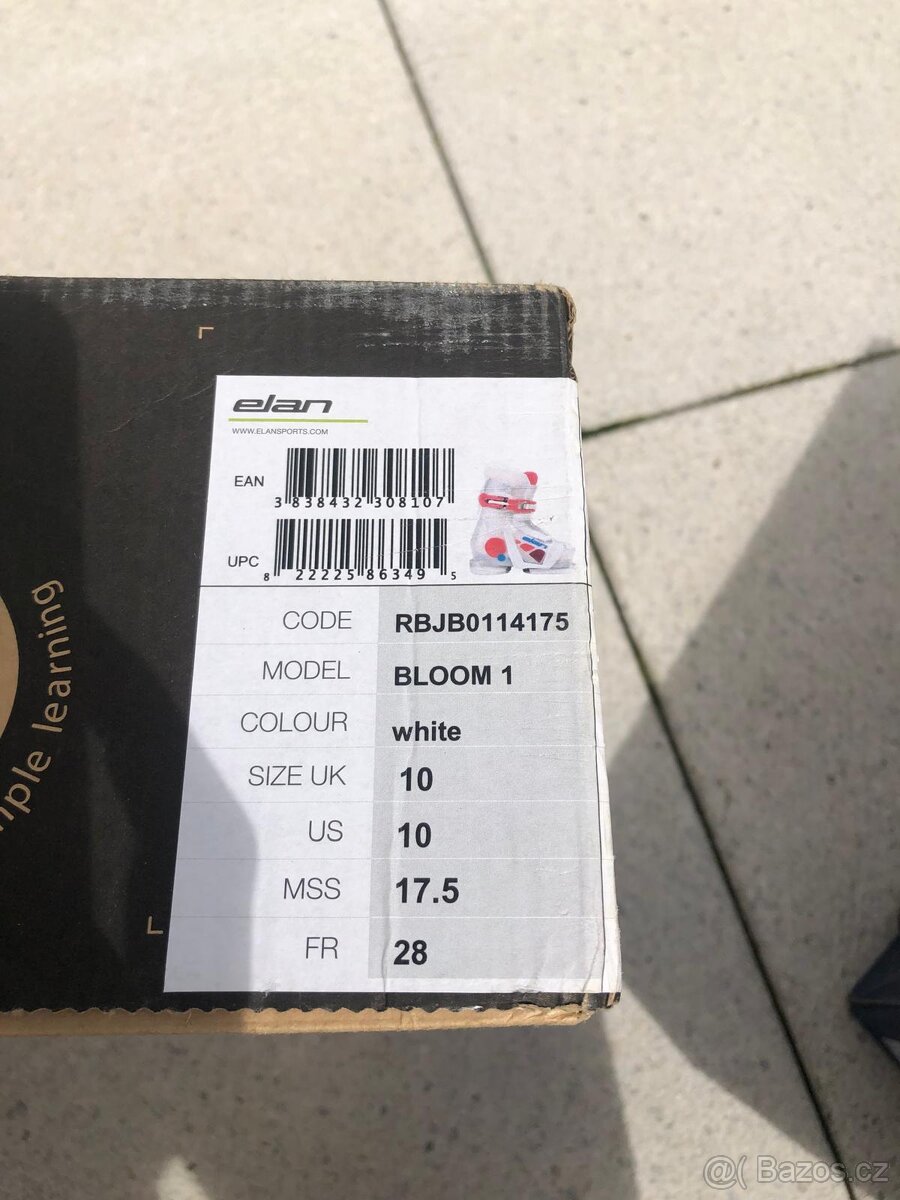 elan
WWW.ELANSPORTS.COM
EAN
3 838432 308107
UPC
8 22225 86349 5
CODE RBJB0114175
MODEL BLOOM 1
COLOUR white
SIZE UK 10
US 10
MSS 17.5
FR 28
learning
@( Bazos.cz